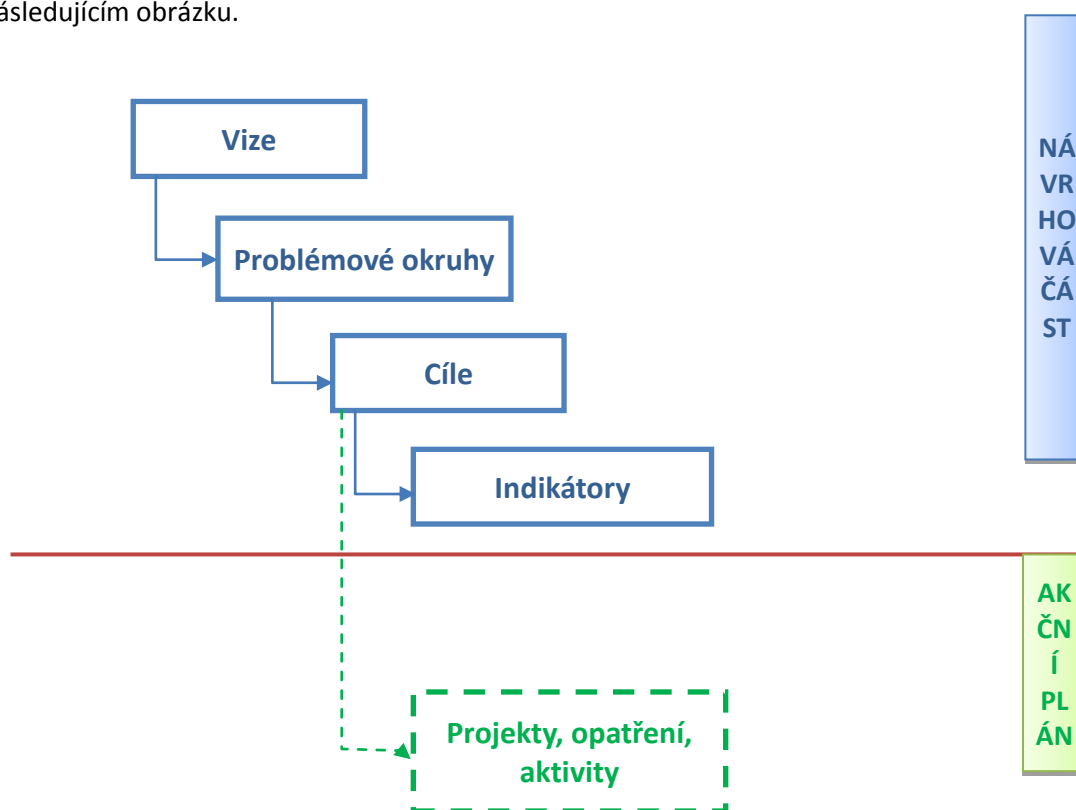 ásledujícím obrázku.
Vize
Problémové okruhy
Cíle
Indikátory
NÁ
VR
HO
VÁ
ČÁ
ST
Projekty, opatření,
aktivity
AK
ČN
Í
PL
ÁN